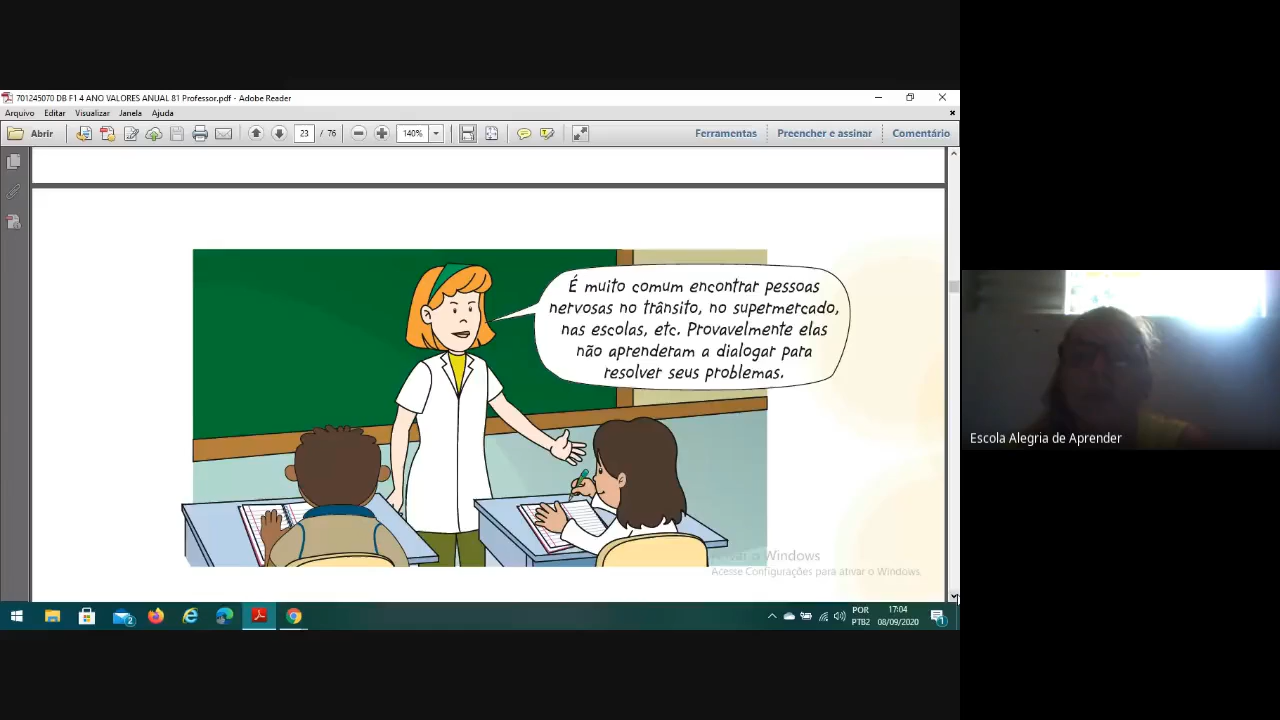 701245070 DB F1 4 ANO VALORES ANUAL 81 Professor.pdf - Adobe Reader
Arquivo Editar Visualizar Janela Ajuda
Abrir 23 / 76 140% Ferramentas Preencher e assinar Comentário
É muito comum encontrar pessoas
nervosas no trânsito, no supermercado,
nas escolas, etc. Provavelmente elas
não aprenderam a dialogar para
resolver seus problemas.
Escola Alegria de Aprender
Ativar o Windows
Acesse Configurações para ativar o Windows.
2 POR 17:04
PTB2 08/09/2020 1